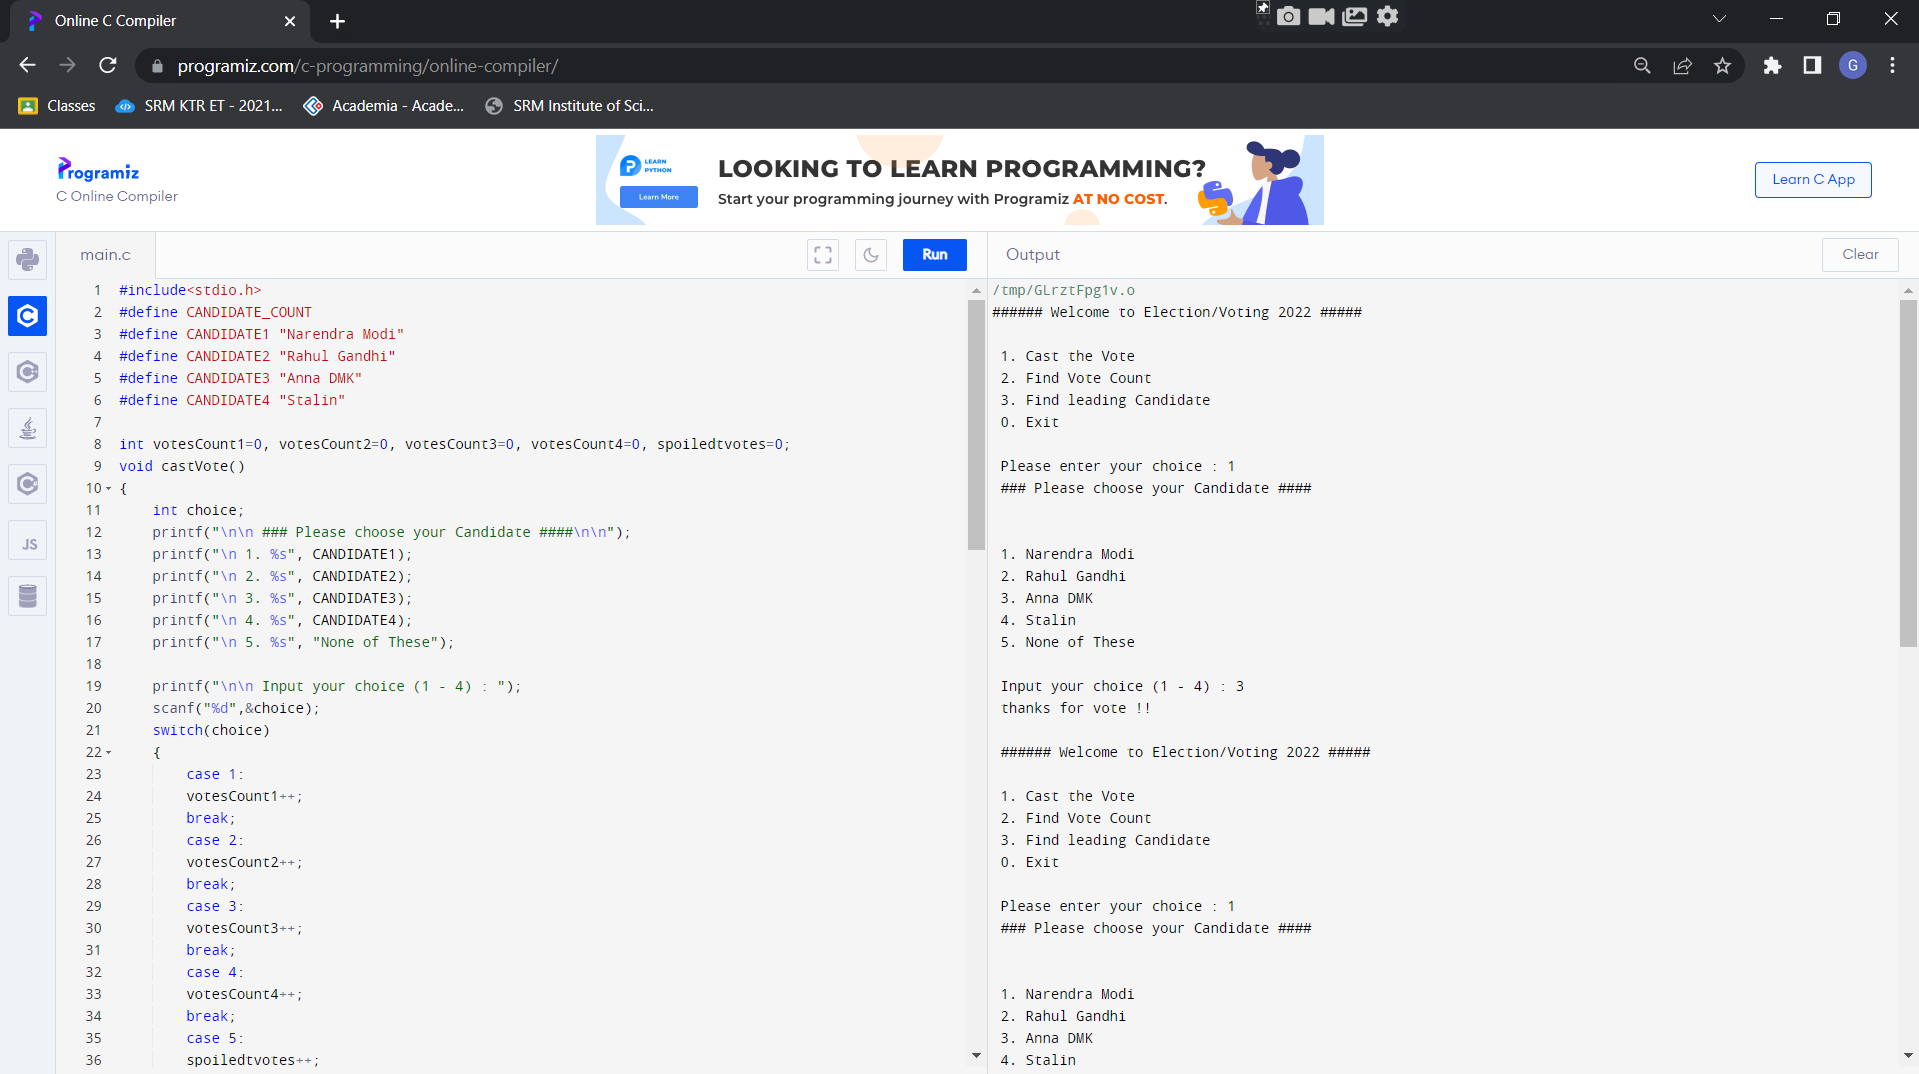 Online C Compiler
programiz.com/c-programming/online-compiler/
G
Classes
SRM KTR ET - 2021...
Academia - Acade...
SRM Institute of Sci...
Programiz
C Online Compiler
LEARN
PYTHON
Learn More
LOOKING TO LEARN PROGRAMMING?
Start your programming journey with Programiz AT NO COST.
Learn C App
main.c
Run
Output
Clear
JS
1 #include<stdio.h>
2 #define CANDIDATE_COUNT
3 #define CANDIDATE1 "Narendra Modi"
4 #define CANDIDATE2 "Rahul Gandhi"
5 #define CANDIDATE3 "Anna DMK"
6 #define CANDIDATE4 "Stalin"
7
8 int votesCount1=0, votesCount2=0, votesCount3=0, votesCount4=0, spoiledtvotes=0;
9 void castVote()
10 {
11 int choice;
12 printf("\n\n ### Please choose your Candidate ####\n\n");
13 printf("\n 1. %s", CANDIDATE1);
14 printf("\n 2. %s", CANDIDATE2);
15 printf("\n 3. %s", CANDIDATE3);
16 printf("\n 4. %s", CANDIDATE4);
17 printf("\n 5. %s", "None of These");
18
19 printf("\n\n Input your choice (1 - 4) : ");
20 scanf("%d",&choice);
21 switch(choice)
22 {
23 case 1:
24 votesCount1++;
25 break;
26 case 2:
27 votesCount2++;
28 break;
29 case 3:
30 votesCount3++;
31 break;
32 case 4:
33 votesCount4++;
34 break;
35 case 5:
36 spoiledtvotes++;
/tmp/GLrztFpg1v.o
###### Welcome to Election/Voting 2022 #####
1. Cast the Vote
2. Find Vote Count
3. Find leading Candidate
0. Exit
Please enter your choice : 1
### Please choose your Candidate ####
1. Narendra Modi
2. Rahul Gandhi
3. Anna DMK
4. Stalin
5. None of These
Input your choice (1 - 4) : 3
thanks for vote !!
###### Welcome to Election/Voting 2022 #####
1. Cast the Vote
2. Find Vote Count
3. Find leading Candidate
0. Exit
Please enter your choice : 1
### Please choose your Candidate ####
1. Narendra Modi
2. Rahul Gandhi
3. Anna DMK
4. Stalin